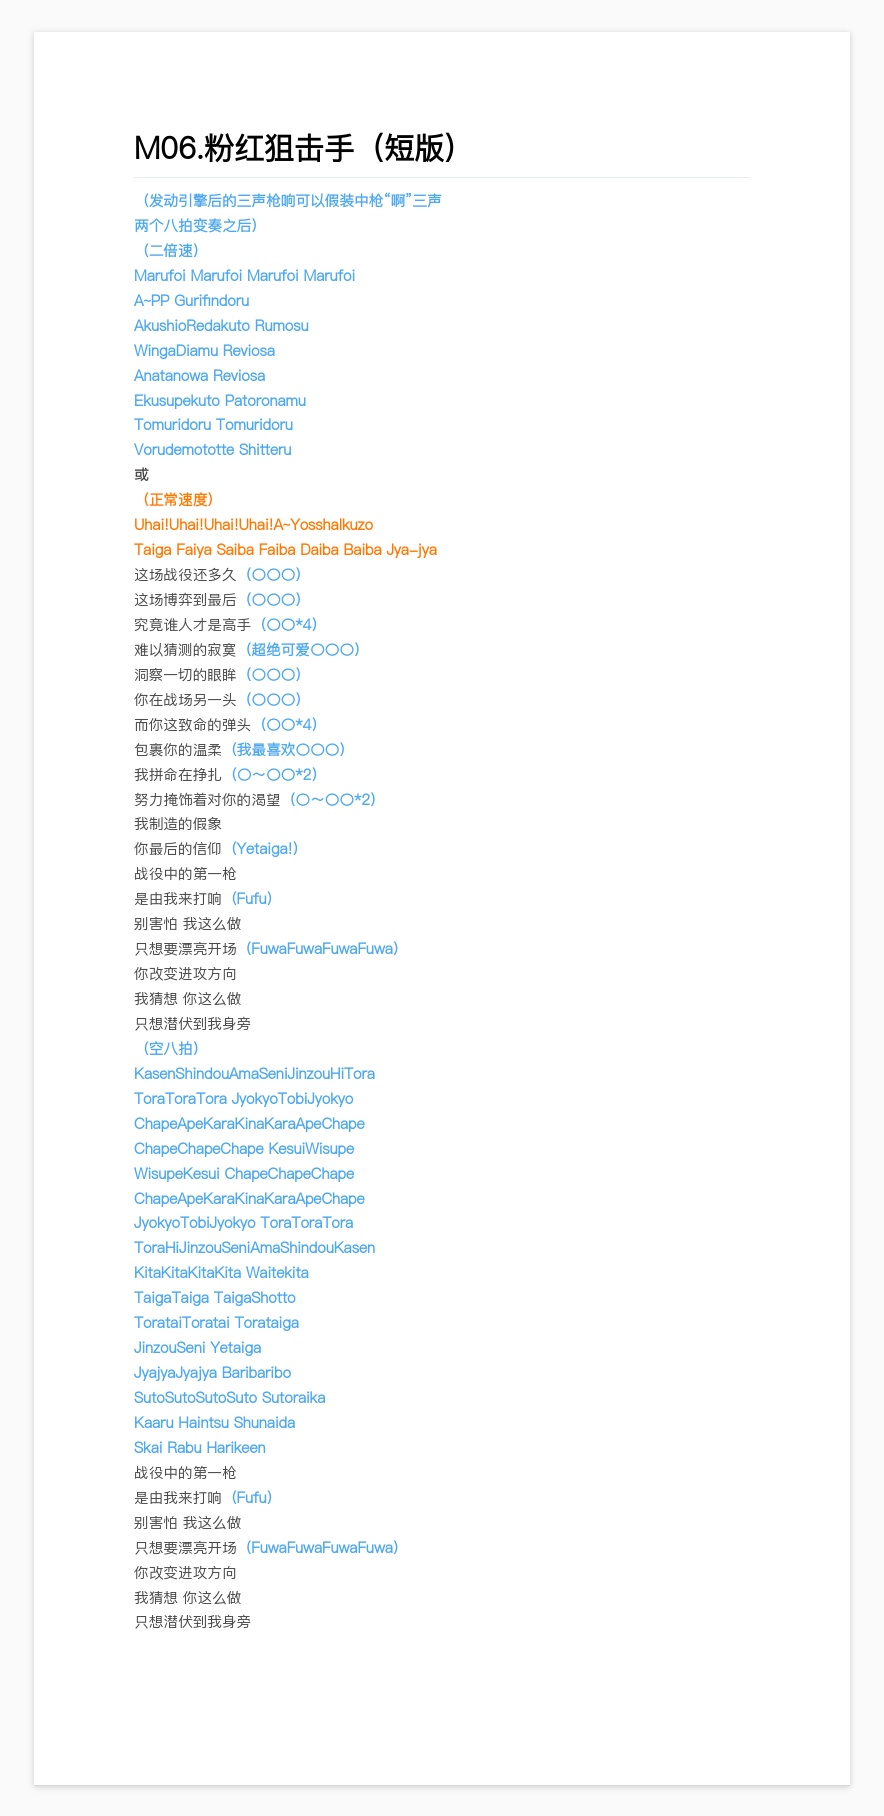 M06.粉红狙击手（短版）
（发动引擎后的三声枪响可以假装中枪“啊”三声
两个八拍变奏之后）
（二倍速）
Marufoi Marufoi Marufoi Marufoi
A~PP Gurifindoru
AkushioRedakuto Rumosu
WingaDiamu Reviosa
Anatanowa Reviosa
Ekusupekuto Patoronamu
Tomuridoru Tomuridoru
Vorudemototte Shitteru
或
（正常速度）
Uhai!Uhai!Uhai!Uhai!A~YosshaIkuzo
Taiga Faiya Saiba Faiba Daiba Baiba Jya-jya
这场战役还多久（〇〇〇）
这场博弈到最后（〇〇〇）
究竟谁人才是高手（〇〇*4）
难以猜测的寂寞（超绝可爱〇〇〇）
洞察一切的眼眸（〇〇〇）
你在战场另一头（〇〇〇）
而你这致命的弹头（〇〇*4）
包裹你的温柔（我最喜欢〇〇〇）
我拼命在挣扎（〇～〇〇*2）
努力掩饰着对你的渴望（〇～〇〇*2）
我制造的假象
你最后的信仰（Yetaiga!）
战役中的第一枪
是由我来打响（Fufu）
别害怕 我这么做
只想要漂亮开场（FuwaFuwaFuwaFuwa）
你改变进攻方向
我猜想 你这么做
只想潜伏到我身旁
（空八拍）
KasenShindouAmaSeniJinzouHiTora
ToraToraTora JyokyoTobiJyokyo
ChapeApeKaraKinaKaraApeChape
ChapeChapeChape KesuiWisupe
WisupeKesui ChapeChapeChape
ChapeApeKaraKinaKaraApeChape
JyokyoTobiJyokyo ToraToraTora
ToraHiJinzouSeniAmaShindouKasen
KitaKitaKitaKita Waitekita
TaigaTaiga TaigaShotto
TorataiToratai Torataiga
JinzouSeni Yetaiga
JyajyaJyajya Baribaribo
SutoSutoSutoSuto Sutoraika
Kaaru Haintsu Shunaida
Skai Rabu Harikeen
战役中的第一枪
是由我来打响（Fufu）
别害怕 我这么做
只想要漂亮开场（FuwaFuwaFuwaFuwa）
你改变进攻方向
我猜想 你这么做
只想潜伏到我身旁